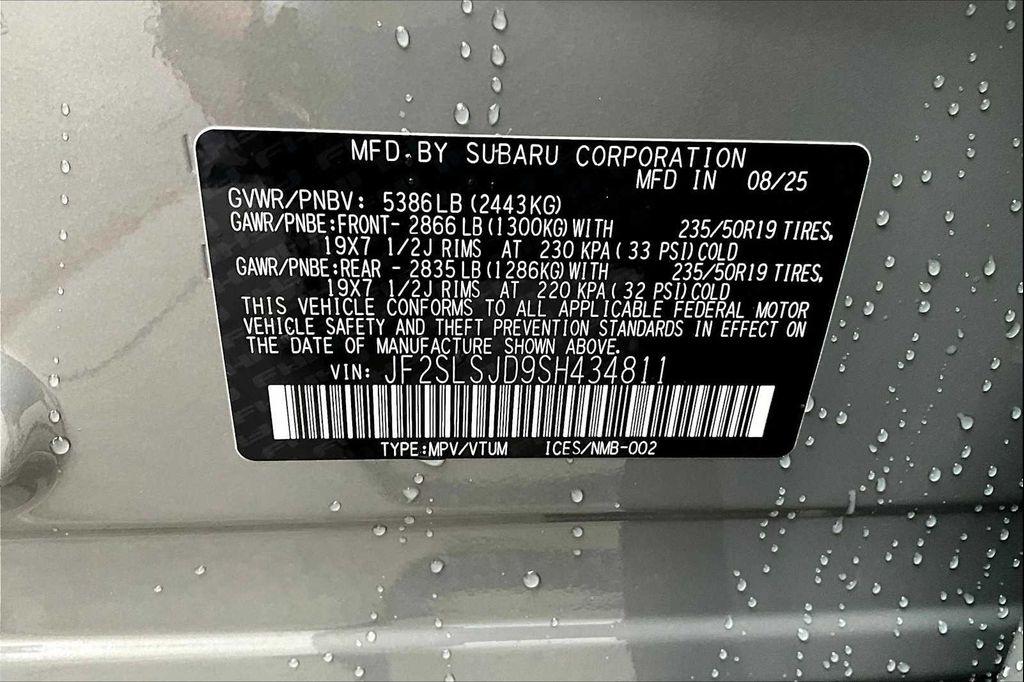 MFD. BY SUBARU CORPORATION
MFD IN 08/25
GVWR/PNBV: 5386LB (2443KG)
GAWR/PNBE:FRONT- 2866 LB (1300KG) WITH 235/50R19 TIRES,
19X7 1/2J RIMS AT 230 KPA ( 33 PSI) COLD
GAWR/PNBE:REAR - 2835 LB (1286KG) WITH 235/50R19 TIRES,
19X7 1/2J RIMS AT 220 KPA ( 32 PSI) COLD
THIS VEHICLE CONFORMS TO ALL APPLICABLE FEDERAL MOTOR
VEHICLE SAFETY AND THEFT PREVENTION STANDARDS IN EFFECT ON
THE DATE OF MANUFACTURE SHOWN ABOVE.
VIN: JF2SLSJD9SH434811
TYPE:MPV/VTUM ICES/NMB-002